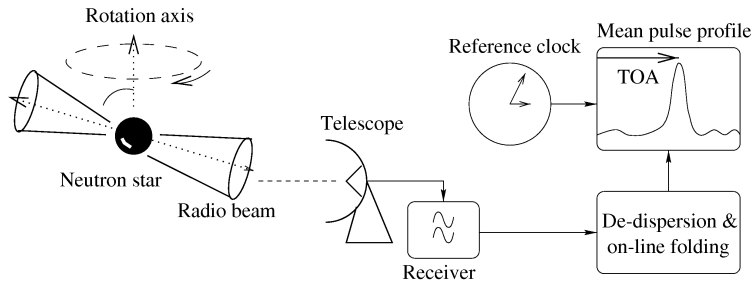 Rotation axis
Neutron star
Radio beam
Telescope
Receiver
Reference clock
Mean pulse profile
TOA
De-dispersion &
on-line folding